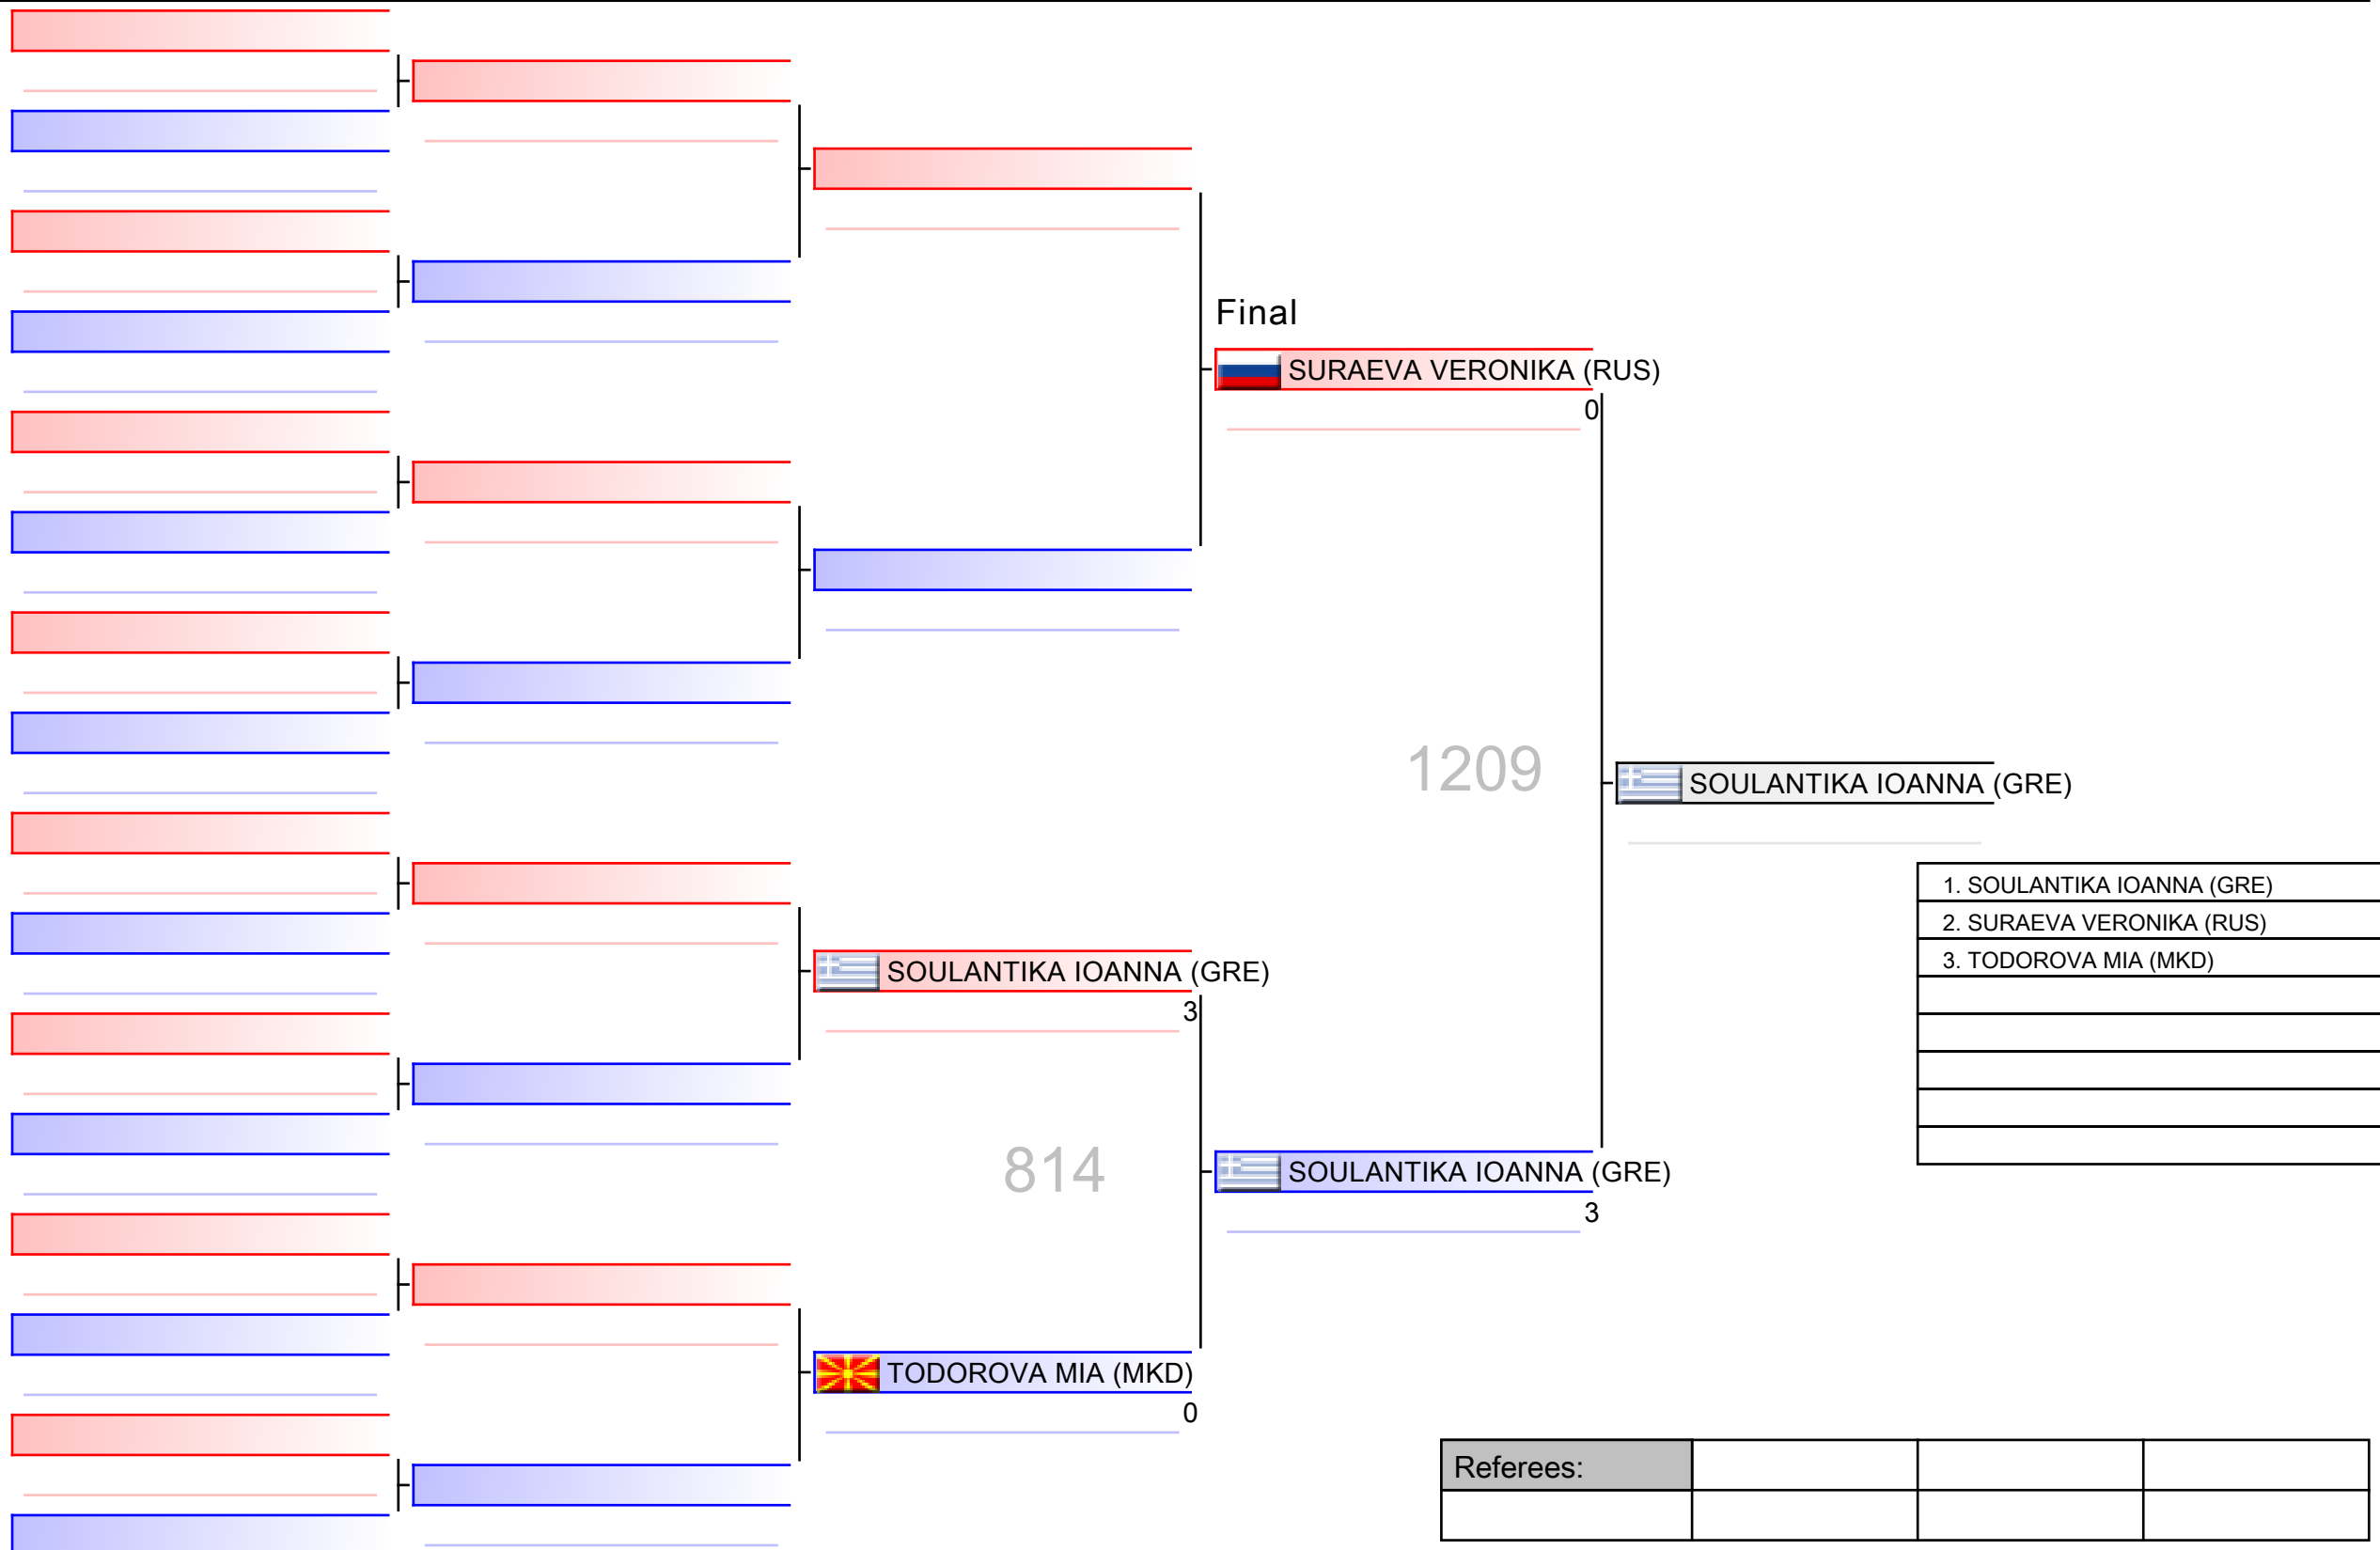 Final
SURAEVA VERONIKA (RUS)
0
1209
SOULANTIKA IOANNA (GRE)
1. SOULANTIKA IOANNA (GRE)
2. SURAEVA VERONIKA (RUS)
3. TODOROVA MIA (MKD)
SOULANTIKA IOANNA (GRE)
3
814
SOULANTIKA IOANNA (GRE)
3
TODOROVA MIA (MKD)
0
Referees: